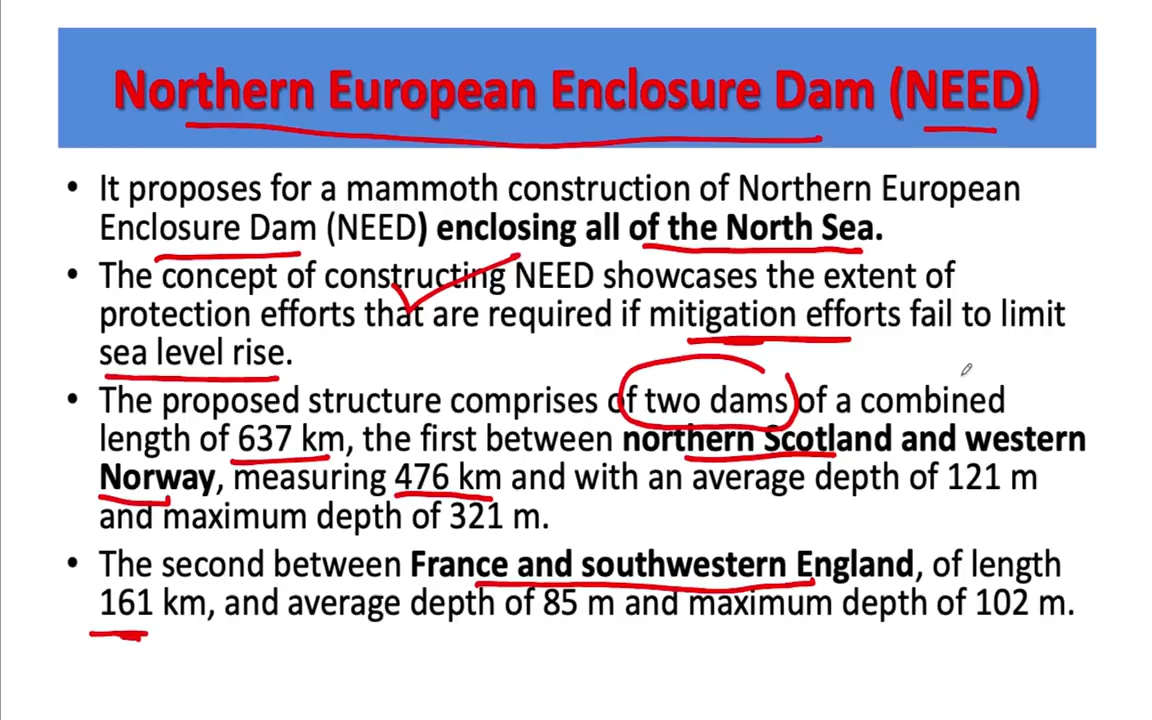 Northern European Enclosure Dam (NEED)
• It proposes for a mammoth construction of Northern European
Enclosure Dam (NEED) enclosing all of the North Sea.
• The concept of constructing NEED showcases the extent of
protection efforts that are required if mitigation efforts fail to limit
sea level rise.
• The proposed structure comprises of two dams of a combined
length of 637 km, the first between northern Scotland and western
Norway, measuring 476 km and with an average depth of 121 m
and maximum depth of 321 m.
• The second between France and southwestern England, of length
161 km, and average depth of 85 m and maximum depth of 102 m.